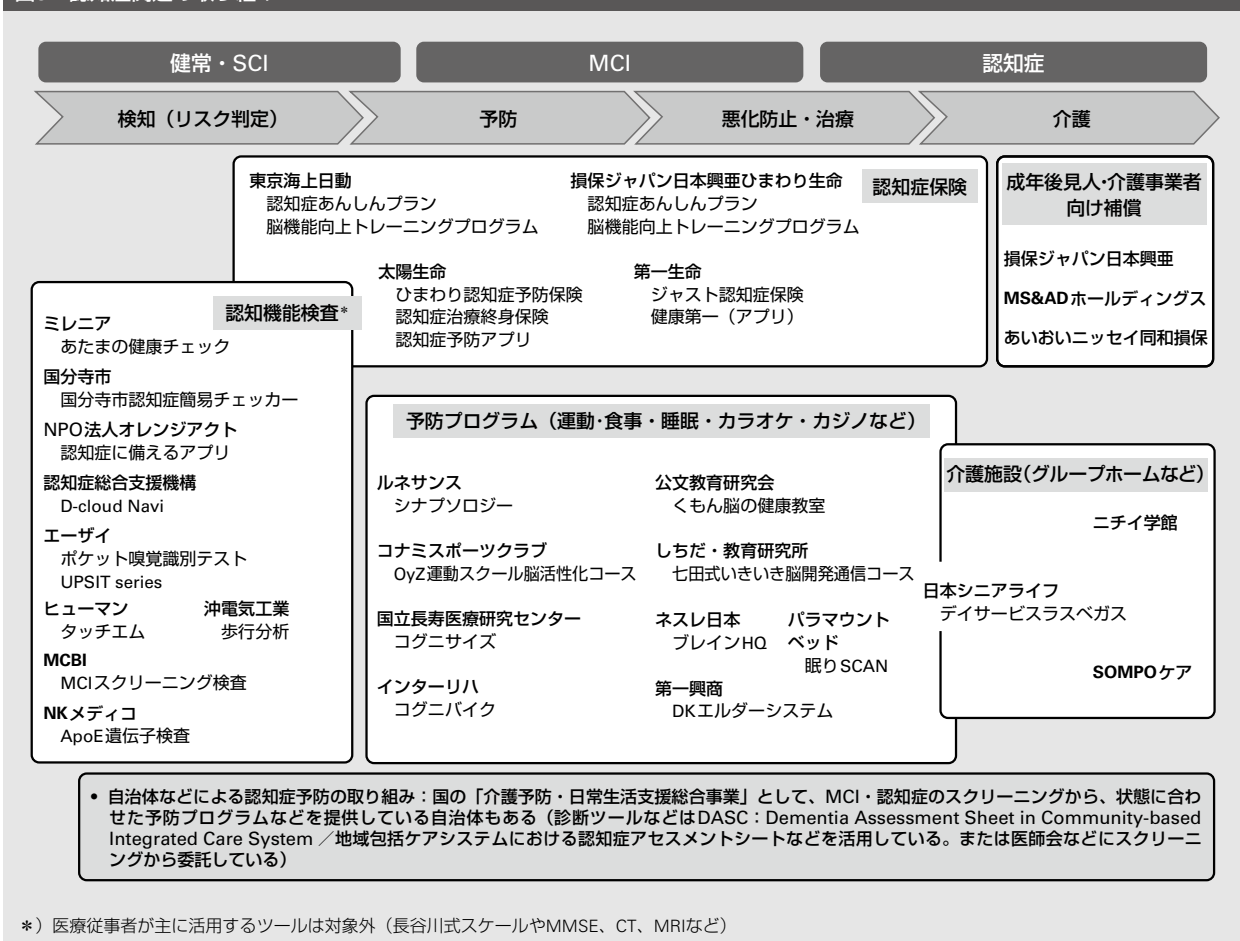 健常・SCI
MCI
認知症
検知（リスク判定）
予防
悪化防止・治療
介護
東京海上日動
認知症あんしんプラン
脳機能向上トレーニングプログラム
損保ジャパン日本興亜ひまわり生命
認知症あんしんプラン
脳機能向上トレーニングプログラム
認知症保険
太陽生命
ひまわり認知症予防保険
認知症治療終身保険
認知症予防アプリ
第一生命
ジャスト認知症保険
健康第一（アプリ）
成年後見人・介護事業者
向け補償
損保ジャパン日本興亜
MS&ADホールディングス
あいおいニッセイ同和損保
認知機能検査*
ミレニア
あたまの健康チェック
国分寺市
国分寺市認知症簡易チェッカー
NPO法人オレンジアクト
認知症に備えるアプリ
認知症総合支援機構
D-cloud Navi
エーザイ
ポケット嗅覚識別テスト
UPSIT series
ヒューマン
タッチエム
沖電気工業
歩行分析
MCBI
MCIスクリーニング検査
NKメディコ
ApoE遺伝子検査
予防プログラム（運動・食事・睡眠・カラオケ・カジノなど）
ルネサンス
シナプソロジー
公文教育研究会
くもん脳の健康教室
コナミスポーツクラブ
OyZ運動スクール脳活性化コース
しちだ・教育研究所
七田式いきいき脳開発通信コース
国立長寿医療研究センター
コグニサイズ
ネスレ日本
ブレインHQ
パラマウント
ベッド
眠りSCAN
インターリハ
コグニバイク
第一興商
DKエルダーシステム
介護施設（グループホームなど）
ニチイ学館
日本シニアライフ
デイサービスラスベガス
SOMPOケア
• 自治体などによる認知症予防の取り組み：国の「介護予防・日常生活支援総合事業」として、MCI・認知症のスクリーニングから、状態に合わ
せた予防プログラムなどを提供している自治体もある（診断ツールなどはDASC：Dementia Assessment Sheet in Community-based
Integrated Care System ／地域包括ケアシステムにおける認知症アセスメントシートなどを活用している。または医師会などにスクリーニ
ングから委託している）
*）医療従事者が主に活用するツールは対象外（長谷川式スケールやMMSE、CT、MRIなど）